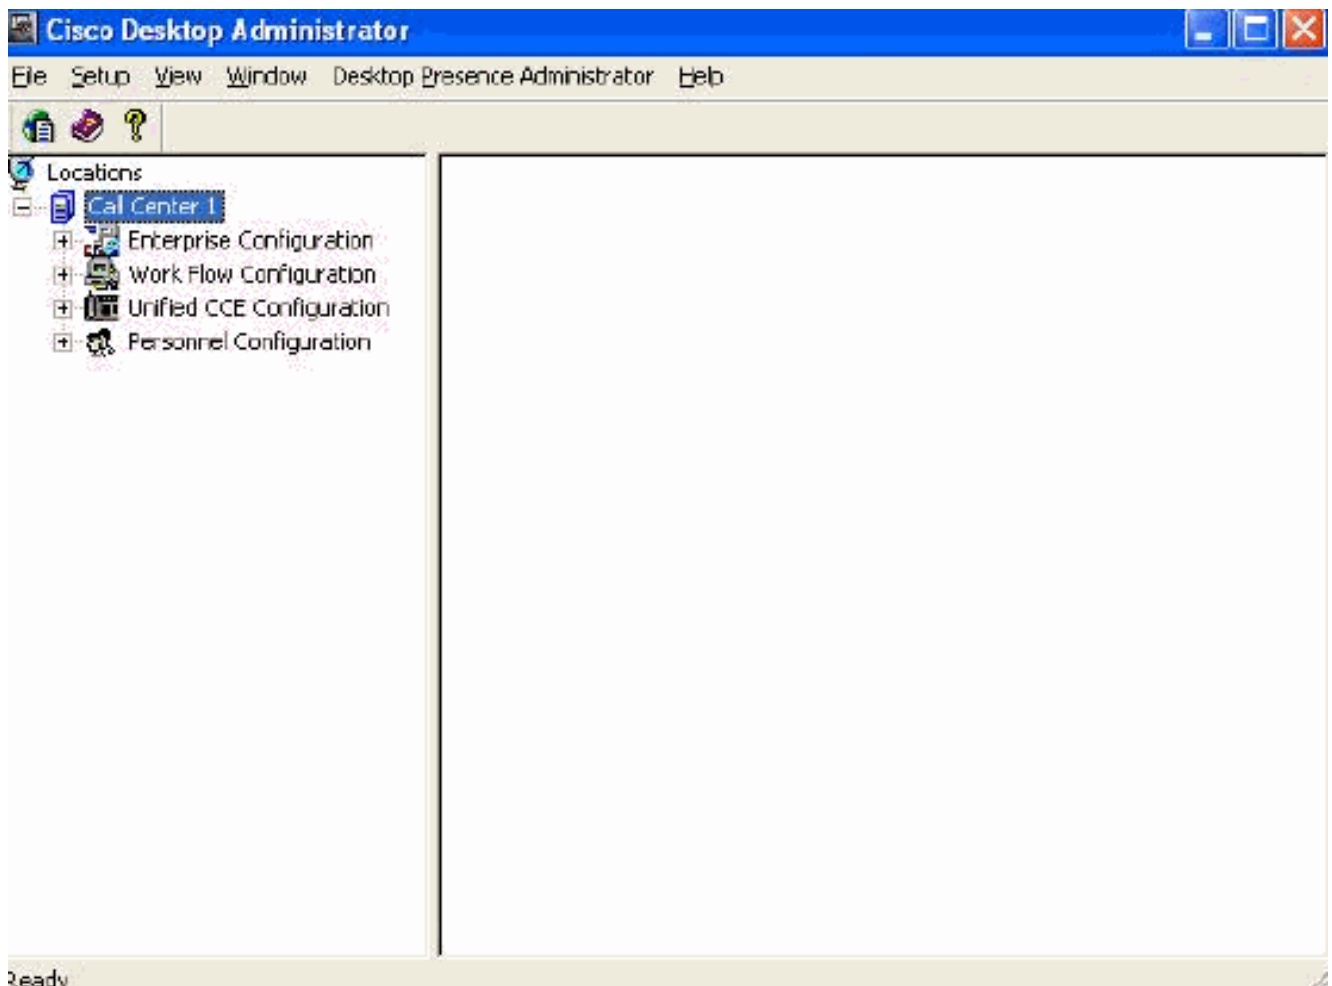 Cisco Desktop Administrator
File Setup View Window Desktop Presence Administrator Help
Locations
Call Center 1
Enterprise Configuration
Work Flow Configuration
Unified CCE Configuration
Personnel Configuration
Ready